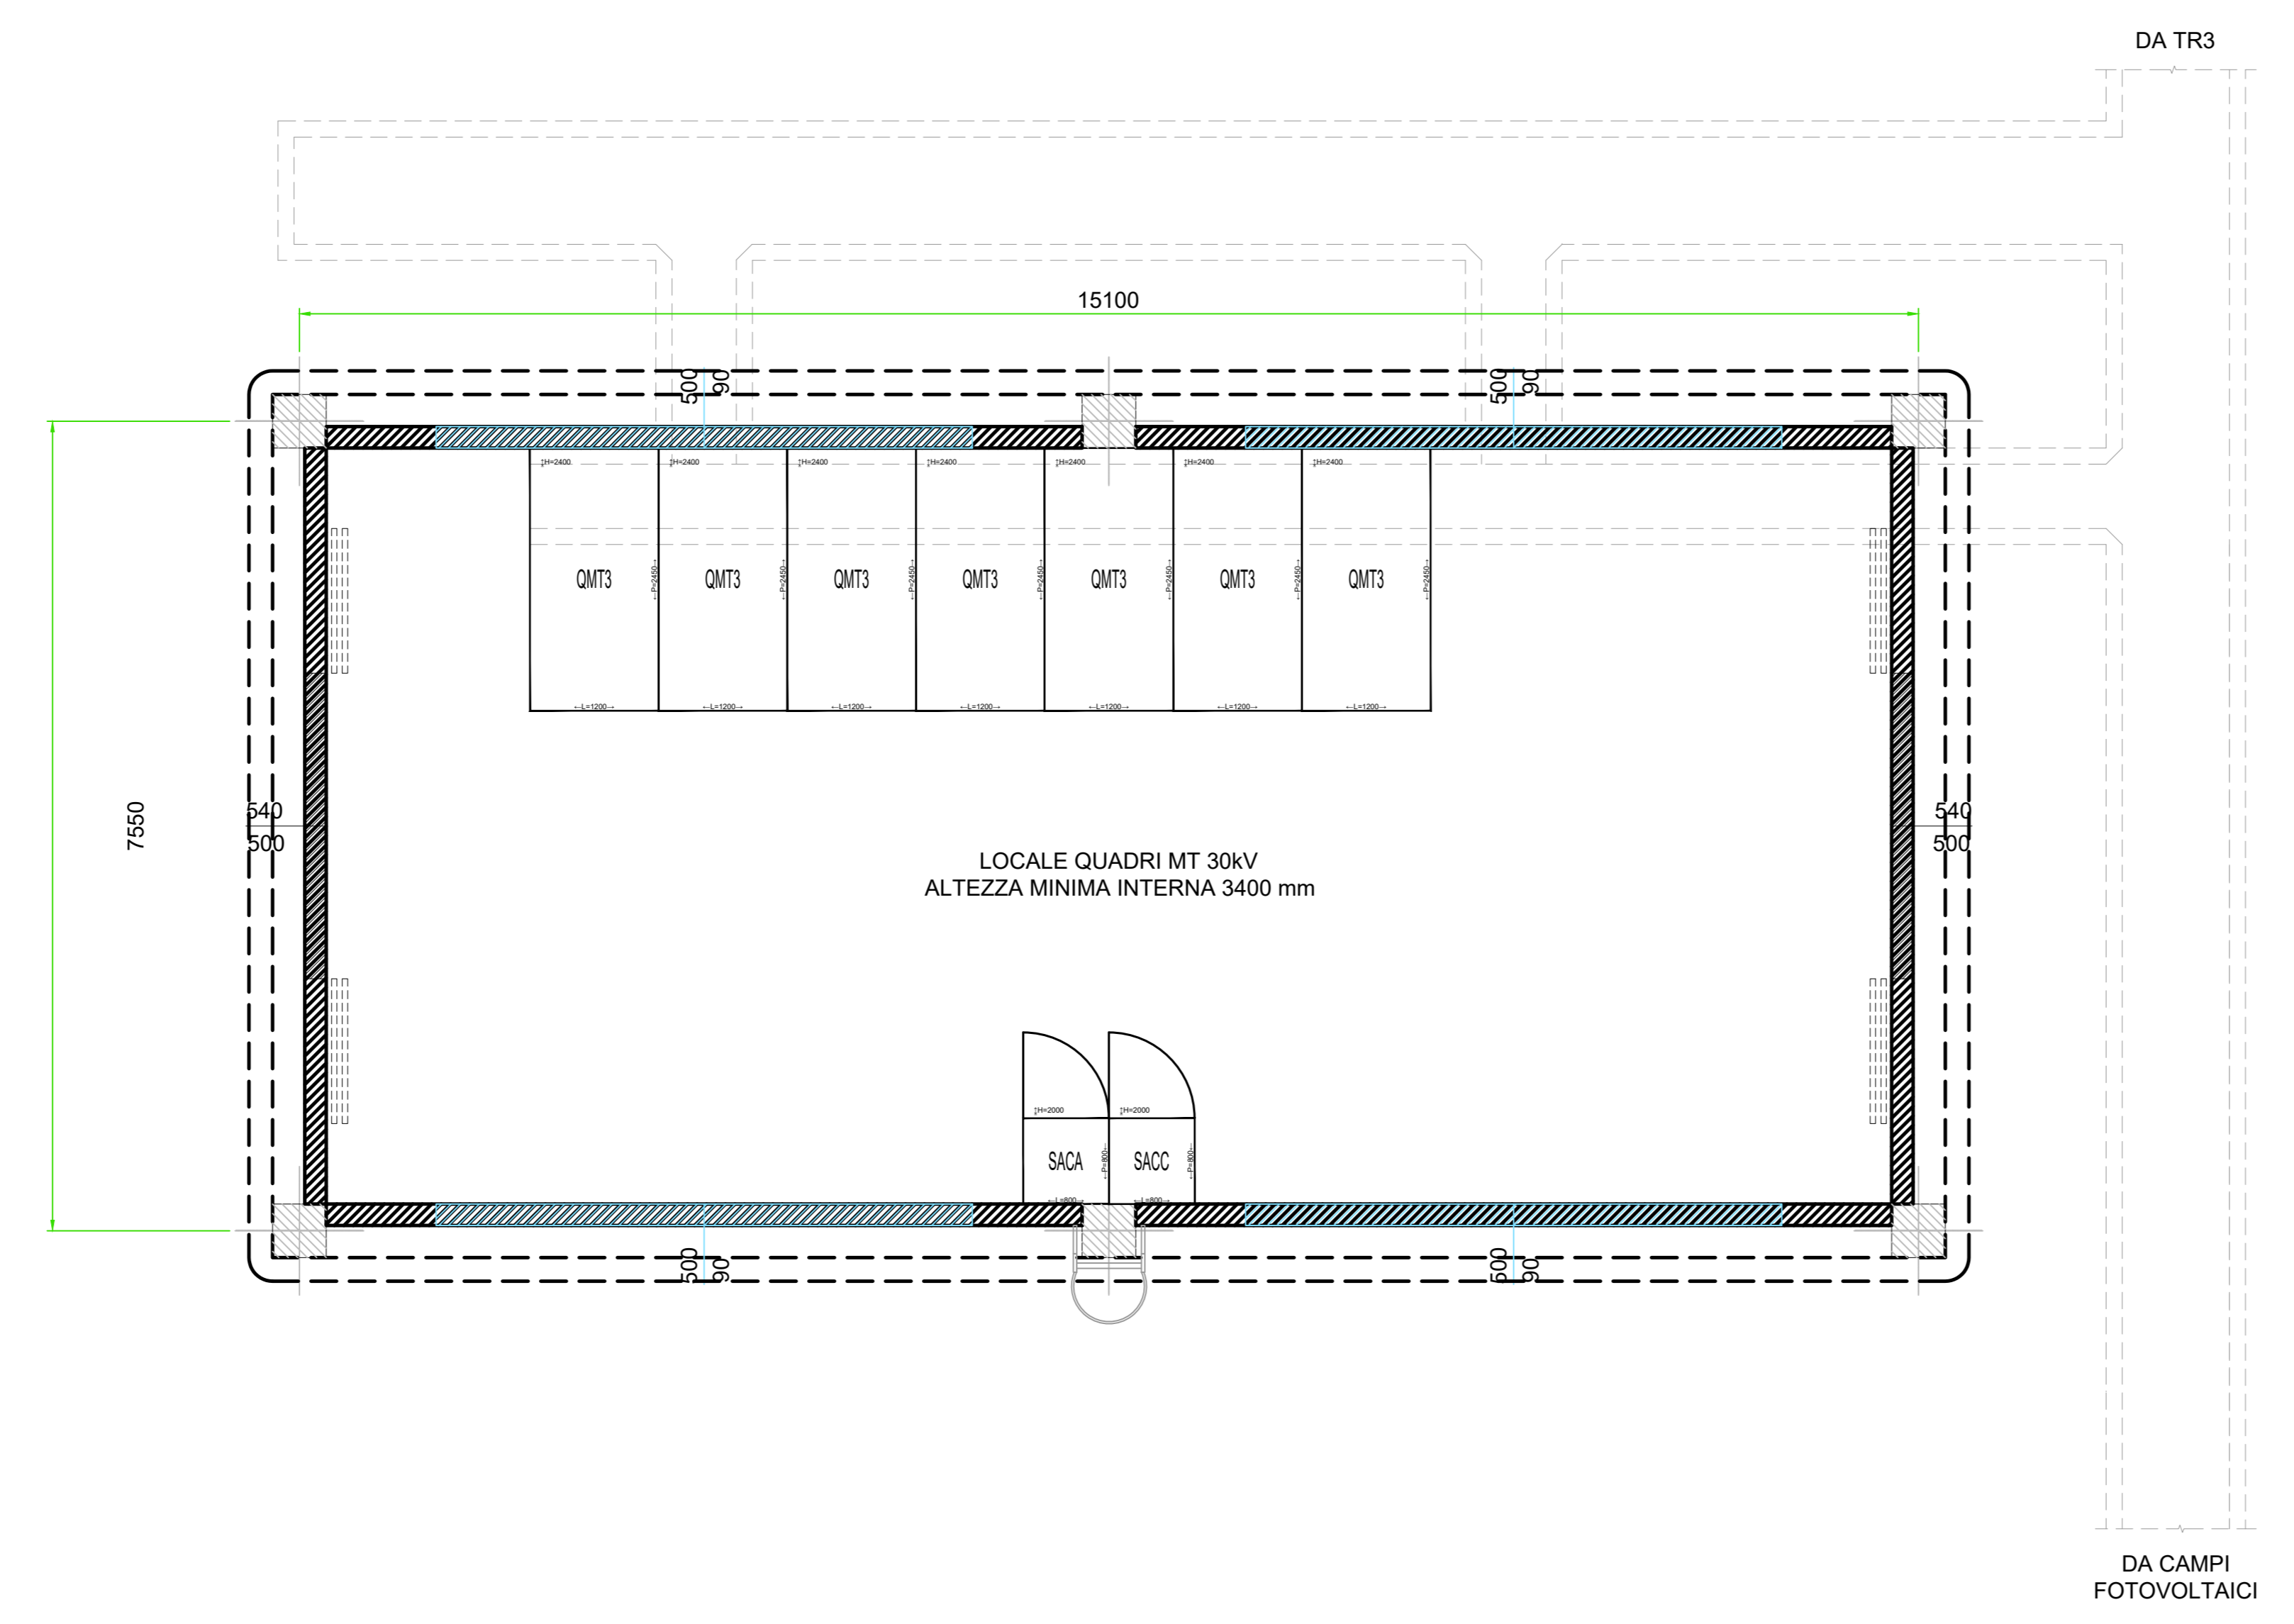 DA TR3
15100
500
90
500
90
↕H=2400
↕H=2400
↕H=2400
↕H=2400
↕H=2400
↕H=2400
↕H=2400
QMT3
QMT3
QMT3
QMT3
QMT3
QMT3
QMT3
←P=2450→
←P=2450→
←P=2450→
←P=2450→
←P=2450→
←P=2450→
←P=2450→
←L=1200→
←L=1200→
←L=1200→
←L=1200→
←L=1200→
←L=1200→
←L=1200→
7550
540
500
540
500
LOCALE QUADRI MT 30kV
ALTEZZA MINIMA INTERNA 3400 mm
↕H=2000
↕H=2000
SACA
SACC
←P=800→
←P=800→
←L=800→
←L=800→
500
90
500
90
DA CAMPI
FOTOVOLTAICI